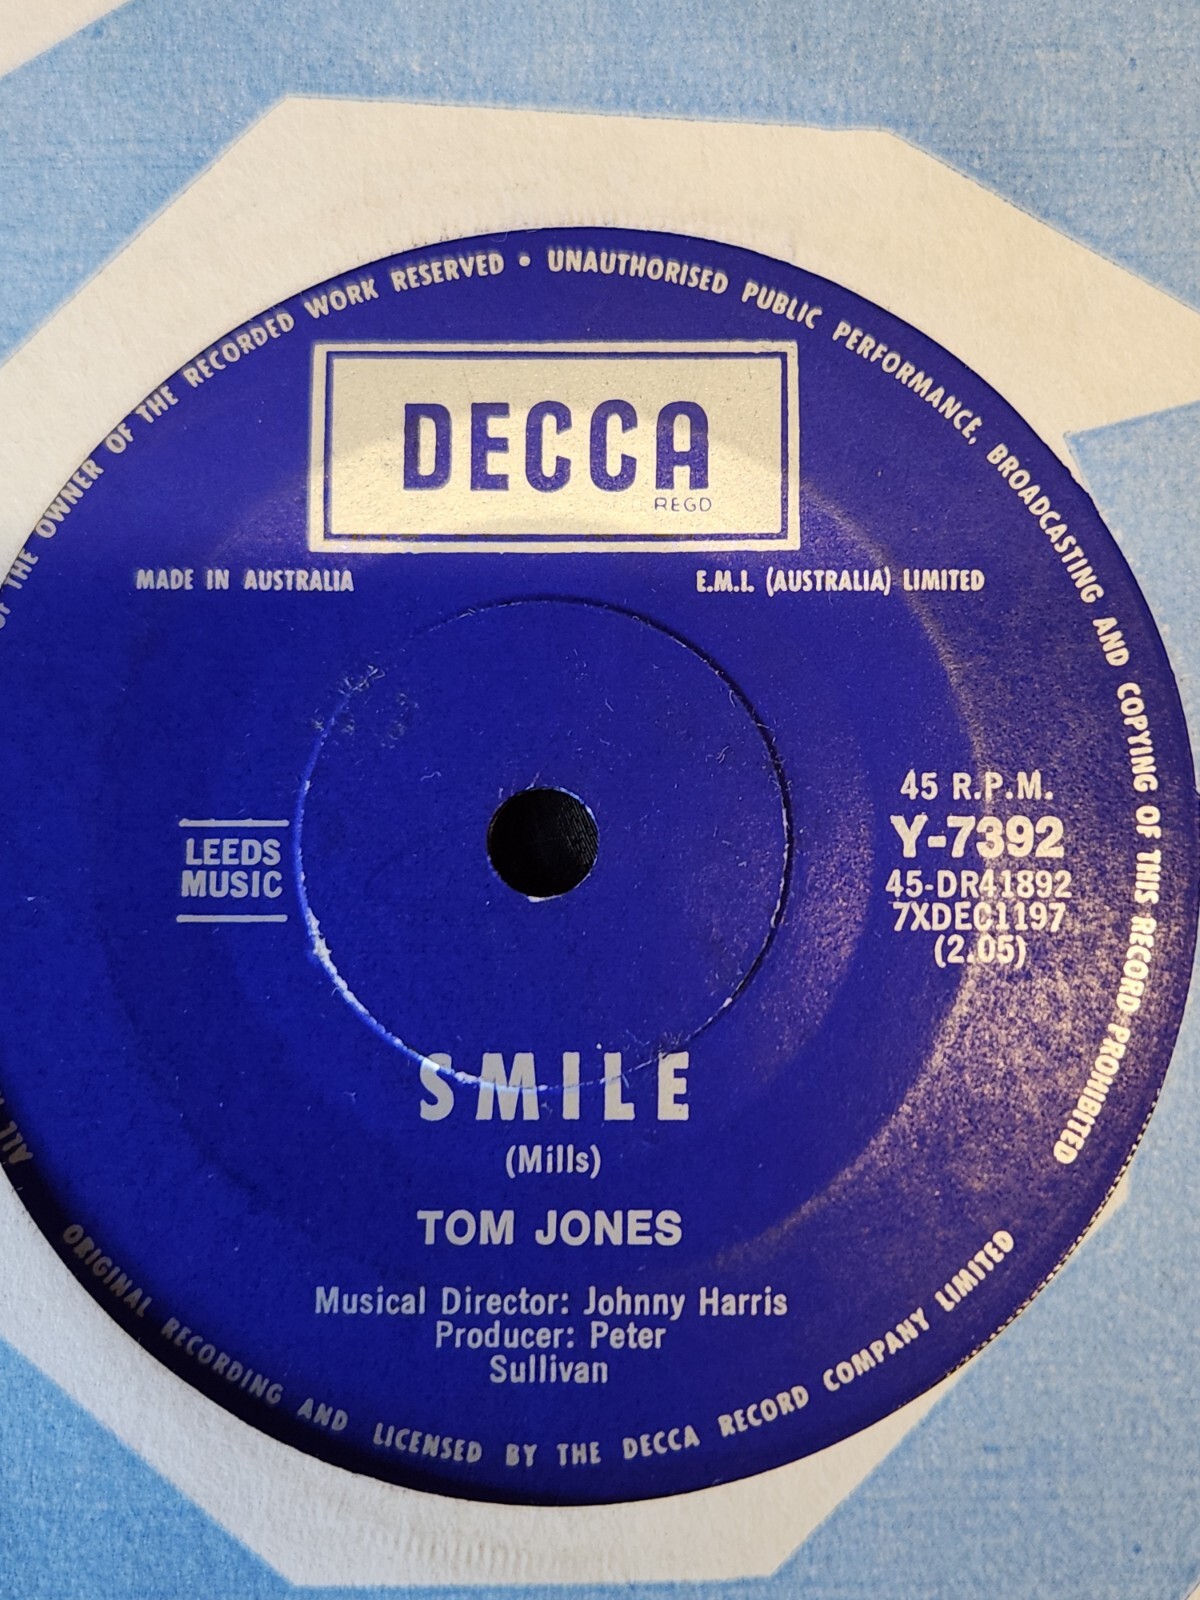 ALL
OF THE OWNER OF THE RECORDED WORK RESERVED • UNAUTHORISED PUBLIC PERFORMANCE, BROADCASTING AND COPYING OF THIS RECORD PROHIBITED
DECCA
REGD
MADE IN AUSTRALIA
E.M.I. (AUSTRALIA) LIMITED
LEEDS
MUSIC
45 R.P.M.
Y-7392
45-DR41892
7XDEC1197
(2.05)
SMILE
(Mills)
TOM JONES
Musical Director: Johnny Harris
Producer: Peter
Sullivan
ORIGINAL RECORDING AND LICENSED BY THE DECCA RECORD COMPANY LIMITED